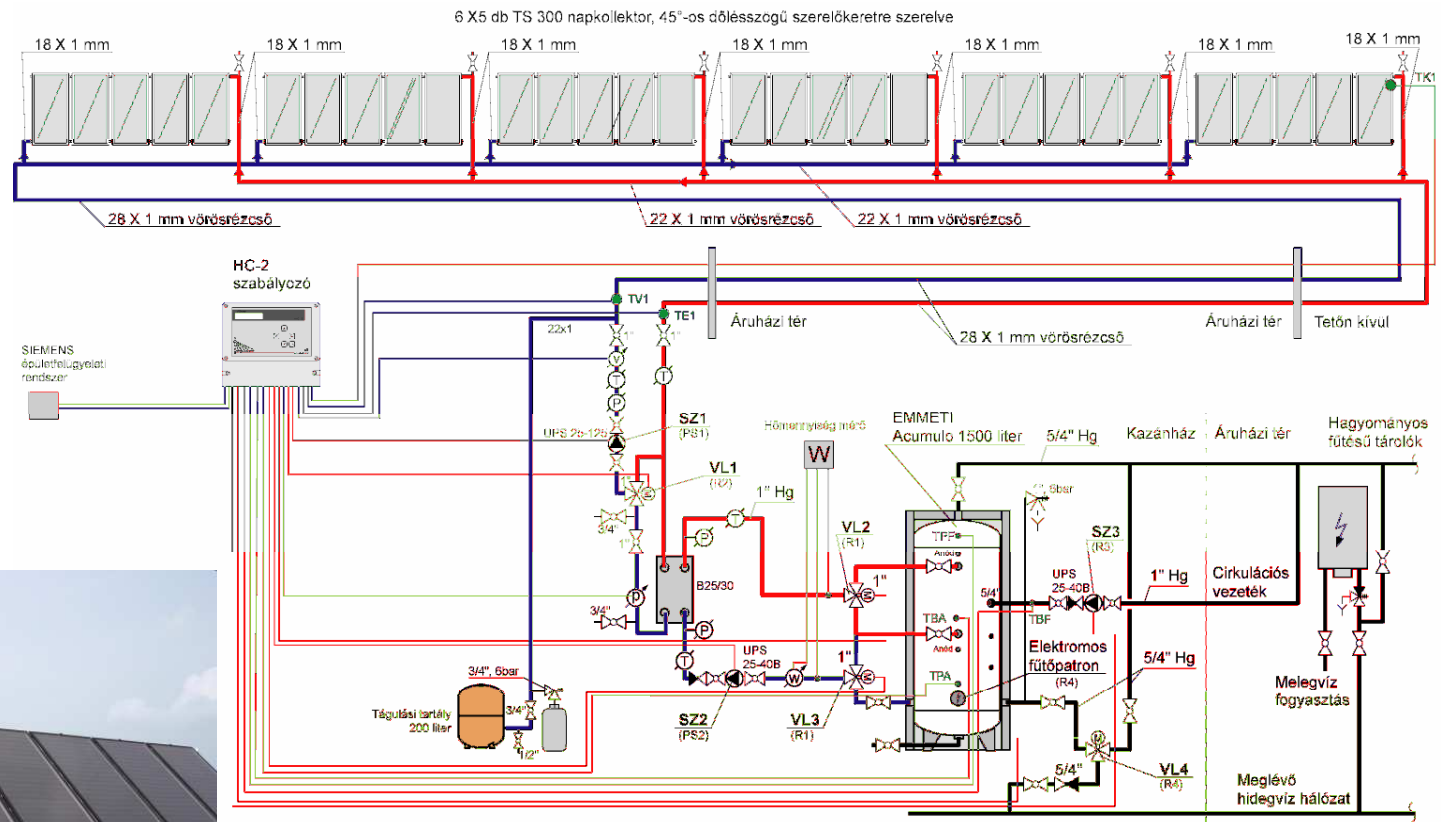 6 X5 db TS 300 napkollektor, 45°-os dőlésszögű szerelőkeretre szerelve
18 X 1 mm
18 X 1 mm
18 X 1 mm
18 X 1 mm
18 X 1 mm
18 X 1 mm
18 X 1 mm
TK1
28 X 1 mm vörösrézcső
22 X 1 mm vörösrézcső
22 X 1 mm vörösrézcső
HC-2
szabályozó
TV1
TE1
22x1
1"
1"
Áruházi tér
Áruházi tér
Tetőn kívül
28 X 1 mm vörösrézcső
SIEMENS
épületfelügyeleti
rendszer
V
T
P
T
UPS 25-125
SZ1
(PS1)
Hőmennyiség mérő
W
EMMETI
Acumulo 1500 liter
5/4" Hg
Kazánház
Áruházi tér
Hagyományos
fűtésű tárolók
VL1
(R2)
M
1"
3/4"
1"
1" Hg
T
P
6bar
VL2
(R1)
M
1"
TPF
Anód
SZ3
(R3)
UPS
25-40B
1" Hg
Cirkulációs
vezeték
B25/30
P
3/4"
P
5/4"
TBA
TBF
Anód
T
UPS
25-40B
W
1"
M
TPA
Elektromos
fűtőpatron
(R4)
5/4" Hg
Melegvíz
fogyasztás
3/4", 6bar
Tágulási tartály
200 liter
3/4"
1/2"
SZ2
(PS2)
VL3
(R1)
M
5/4"
VL4
(R4)
Meglévő
hidegvíz hálózat